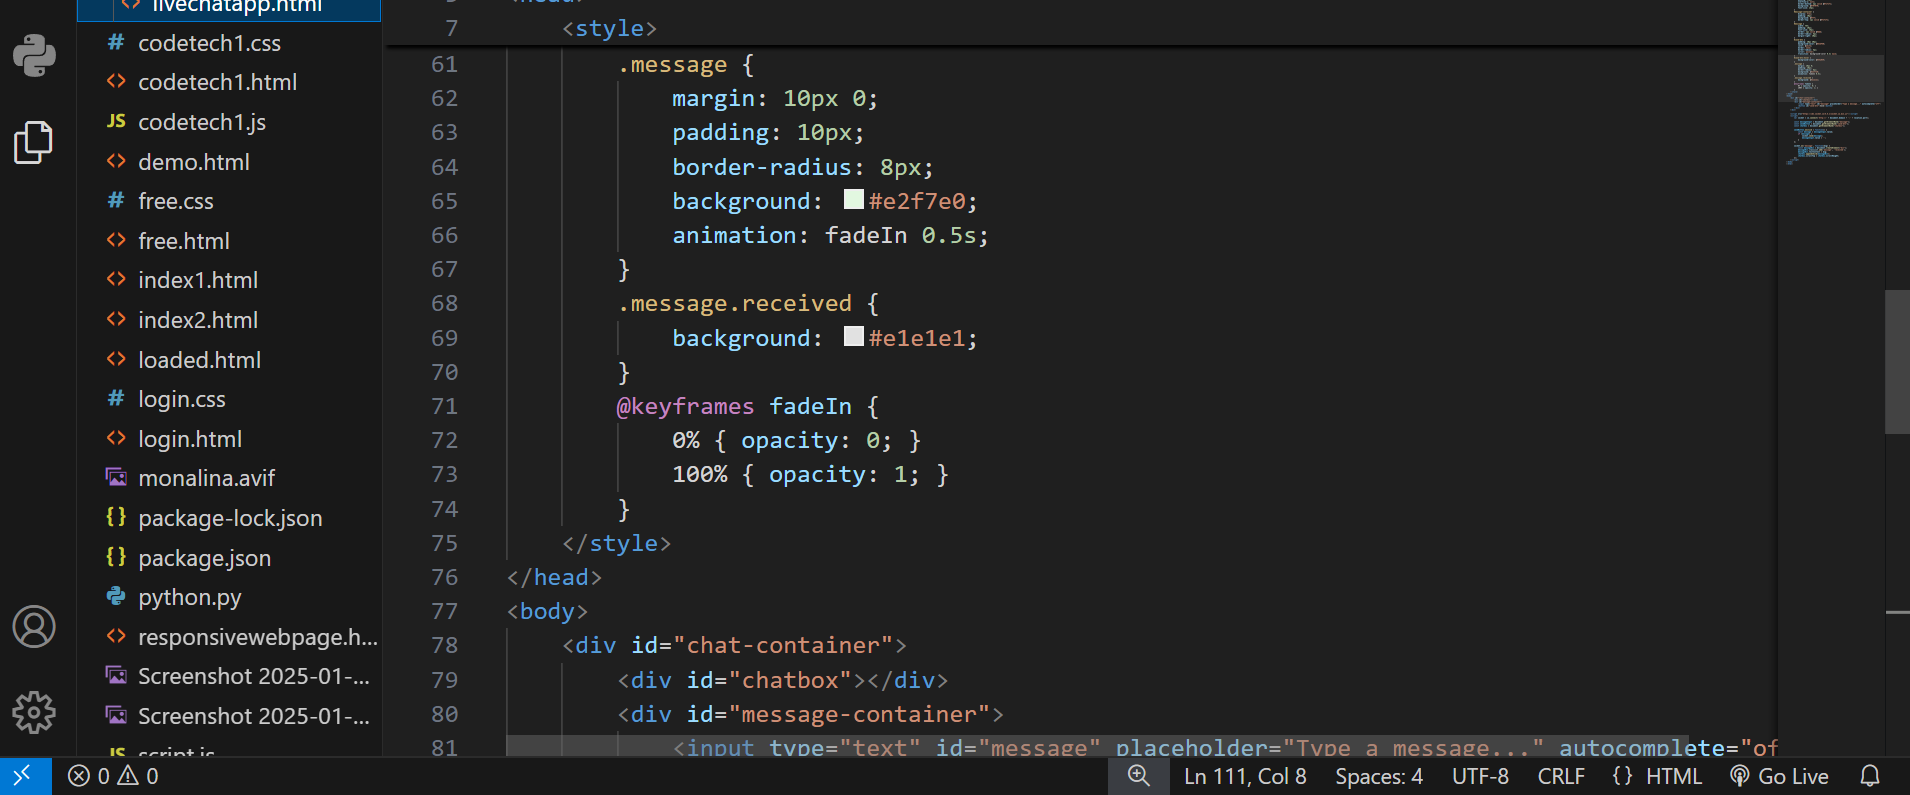 livechatapp.html
codetech1.css
codetech1.html
JS codetech1.js
demo.html
free.css
free.html
index1.html
index2.html
loaded.html
login.css
login.html
monalina.avif
package-lock.json
package.json
python.py
responsivewebpage.h...
Screenshot 2025-01-...
Screenshot 2025-01-...
JS script.js
7 <style>
61 .message {
62 margin: 10px 0;
63 padding: 10px;
64 border-radius: 8px;
65 background: #e2f7e0;
66 animation: fadeIn 0.5s;
67 }
68 .message.received {
69 background: #e1e1e1;
70 }
71 @keyframes fadeIn {
72 0% { opacity: 0; }
73 100% { opacity: 1; }
74 }
75 </style>
76 </head>
77 <body>
78 <div id="chat-container">
79 <div id="chatbox"></div>
80 <div id="message-container">
81 <input type="text" id="message" placeholder="Type a message..." autocomplete="of
0 0
Ln 111, Col 8 Spaces: 4 UTF-8 CRLF {} HTML Go Live